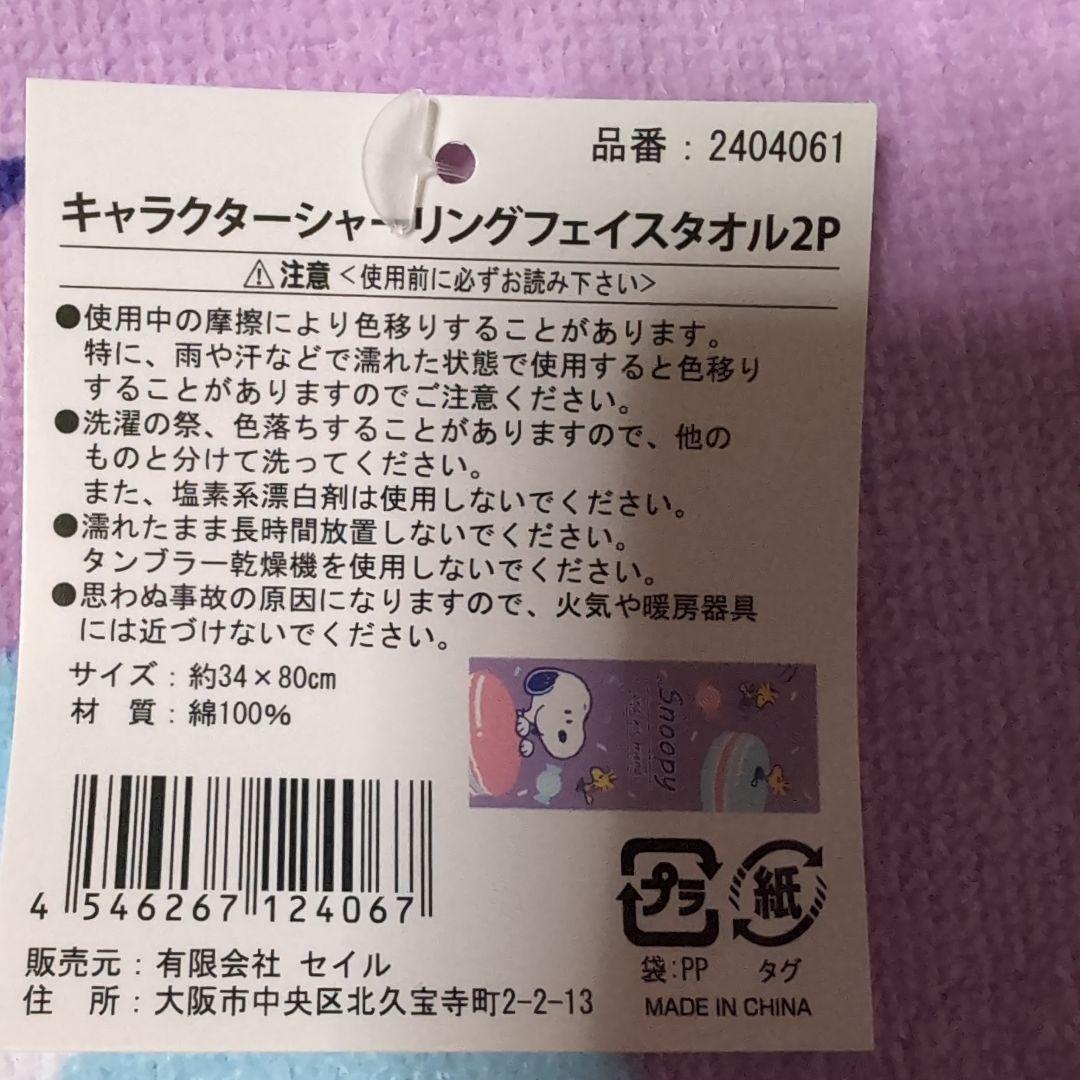 品番：2404061
キャラクターシャーリングフェイスタオル2P
⚠注意＜使用前に必ずお読み下さい＞
●使用中の摩擦により色移りすることがあります。
特に、雨や汗などで濡れた状態で使用すると色移り
することがありますのでご注意ください。
●洗濯の祭、色落ちすることがありますので、他の
ものと分けて洗ってください。
また、塩素系漂白剤は使用しないでください。
●濡れたまま長時間放置しないでください。
タンブラー乾燥機を使用しないでください。
●思わぬ事故の原因になりますので、火気や暖房器具
には近づけないでください。
サイズ：約34×80cm
材　質：綿100%
Snoopy
4 546267 124067
プラ
紙
袋:PP
タグ
販売元：有限会社 セイル
住　所：大阪市中央区北久宝寺町2-2-13
MADE IN CHINA